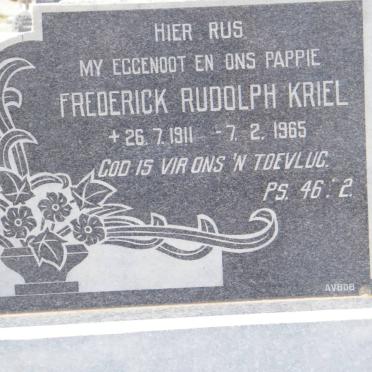 HIER RUS
MY EGGENOOT EN ONS PAPPIE
FREDERICK RUDOLPH KRIEL
+ 26. 7. 1911 - 7. 2. 1965
GOD IS VIR ONS 'N TOEVLUG.
PS. 46 : 2